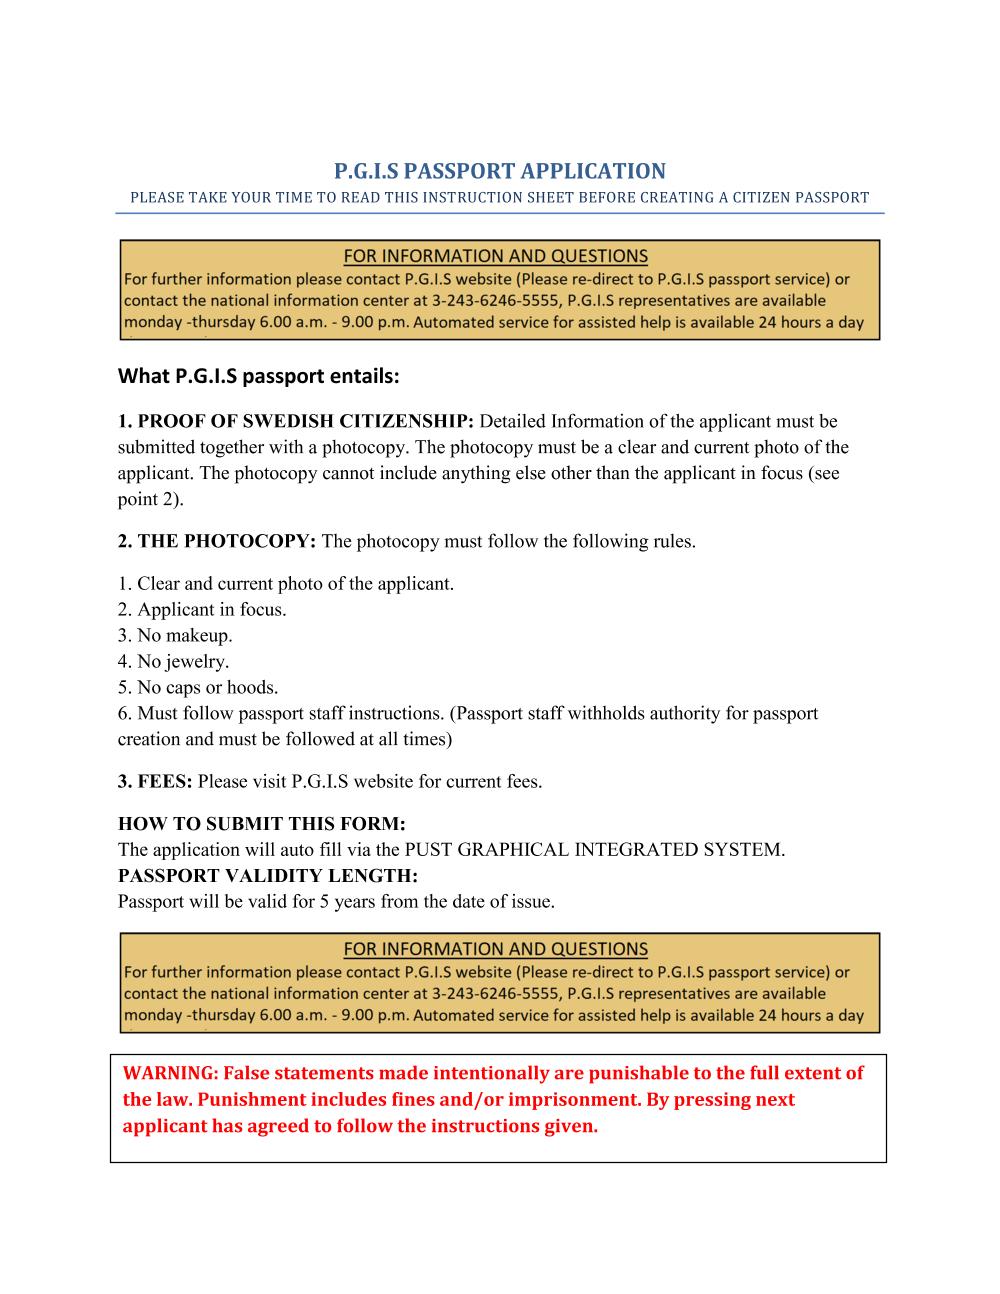 P.G.I.S PASSPORT APPLICATION
PLEASE TAKE YOUR TIME TO READ THIS INSTRUCTION SHEET BEFORE CREATING A CITIZEN PASSPORT
FOR INFORMATION AND QUESTIONS
For further information please contact P.G.I.S website (Please re-direct to P.G.I.S passport service) or
contact the national information center at 3-243-6246-5555, P.G.I.S representatives are available
monday -thursday 6.00 a.m. - 9.00 p.m. Automated service for assisted help is available 24 hours a day
What P.G.I.S passport entails:
1. PROOF OF SWEDISH CITIZENSHIP: Detailed Information of the applicant must be
submitted together with a photocopy. The photocopy must be a clear and current photo of the
applicant. The photocopy cannot include anything else other than the applicant in focus (see
point 2).
2. THE PHOTOCOPY: The photocopy must follow the following rules.
1. Clear and current photo of the applicant.
2. Applicant in focus.
3. No makeup.
4. No jewelry.
5. No caps or hoods.
6. Must follow passport staff instructions. (Passport staff withholds authority for passport
creation and must be followed at all times)
3. FEES: Please visit P.G.I.S website for current fees.
HOW TO SUBMIT THIS FORM:
The application will auto fill via the PUST GRAPHICAL INTEGRATED SYSTEM.
PASSPORT VALIDITY LENGTH:
Passport will be valid for 5 years from the date of issue.
FOR INFORMATION AND QUESTIONS
For further information please contact P.G.I.S website (Please re-direct to P.G.I.S passport service) or
contact the national information center at 3-243-6246-5555, P.G.I.S representatives are available
monday -thursday 6.00 a.m. - 9.00 p.m. Automated service for assisted help is available 24 hours a day
WARNING: False statements made intentionally are punishable to the full extent of
the law. Punishment includes fines and/or imprisonment. By pressing next
applicant has agreed to follow the instructions given.